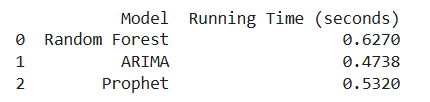 Model Running Time (seconds)
0 Random Forest 0.6270
1 ARIMA 0.4738
2 Prophet 0.5320